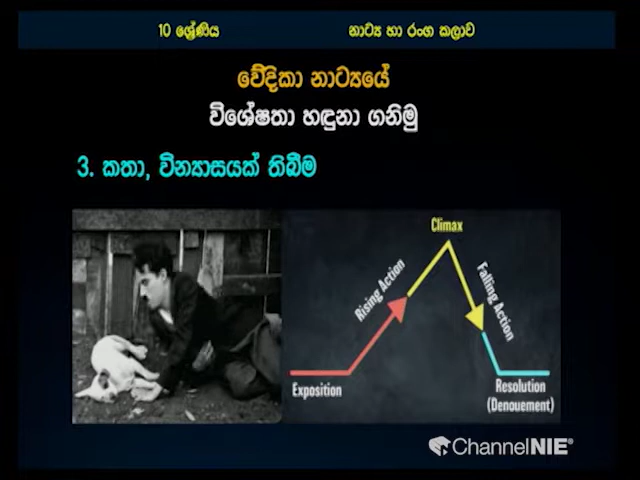 10 ශ්‍රේණිය
නාට්‍ය හා රංග කලාව
වේදිකා නාට්‍යයේ
විශේෂතා හඳුනා ගනිමු
3. කතා, වින්‍යාසයක් තිබීම
Climax
Rising Action
Falling Action
Exposition
Resolution
(Denouement)
ChannelNIE®